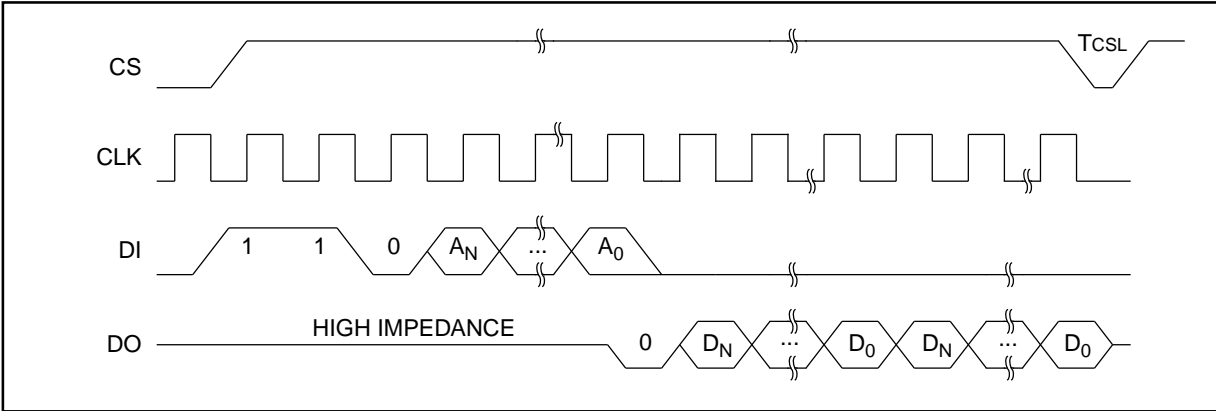 CS
TCSL
CLK
DI 1 1 0 AN ... A0
HIGH IMPEDANCE
DO 0 DN ... D0 DN ... D0